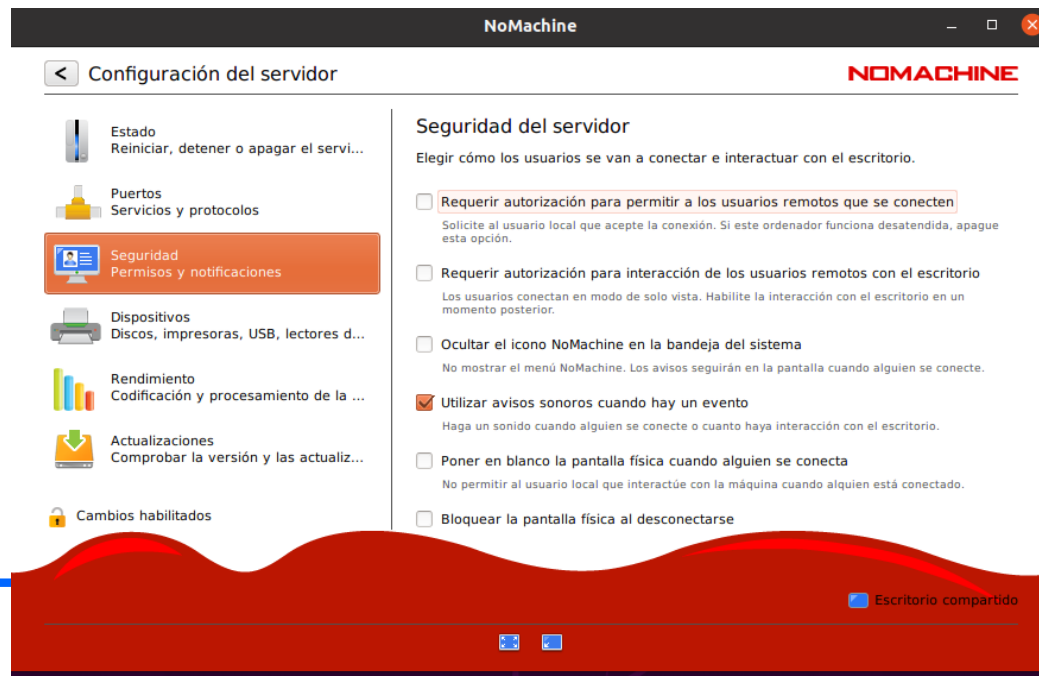 NoMachine
Configuración del servidor
NOMACHINE
Estado
Reiniciar, detener o apagar el servi...
Puertos
Servicios y protocolos
Seguridad
Permisos y notificaciones
Dispositivos
Discos, impresoras, USB, lectores d...
Rendimiento
Codificación y procesamiento de la ...
Actualizaciones
Comprobar la versión y las actualiz...
Cambios habilitados
Seguridad del servidor
Elegir cómo los usuarios se van a conectar e interactuar con el escritorio.
Requerir autorización para permitir a los usuarios remotos que se conecten
Solicite al usuario local que acepte la conexión. Si este ordenador funciona desatendida, apague
esta opción.
Requerir autorización para interacción de los usuarios remotos con el escritorio
Los usuarios conectan en modo de solo vista. Habilite la interacción con el escritorio en un
momento posterior.
Ocultar el icono NoMachine en la bandeja del sistema
No mostrar el menú NoMachine. Los avisos seguirán en la pantalla cuando alguien se conecte.
Utilizar avisos sonoros cuando hay un evento
Haga un sonido cuando alguien se conecte o cuanto haya interacción con el escritorio.
Poner en blanco la pantalla física cuando alguien se conecta
No permitir al usuario local que interactúe con la máquina cuando alquien está conectado.
Bloquear la pantalla física al desconectarse
Escritorio compartido